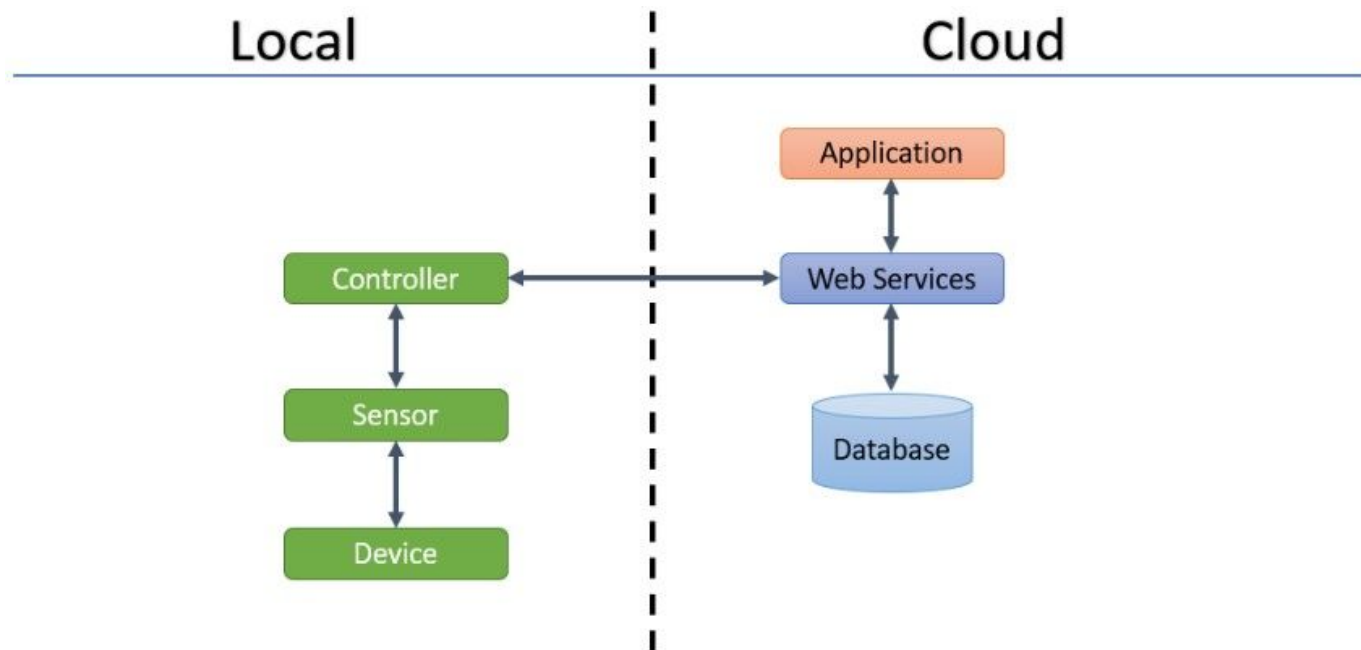 Local
Cloud
Application
Controller
Web Services
Sensor
Database
Device